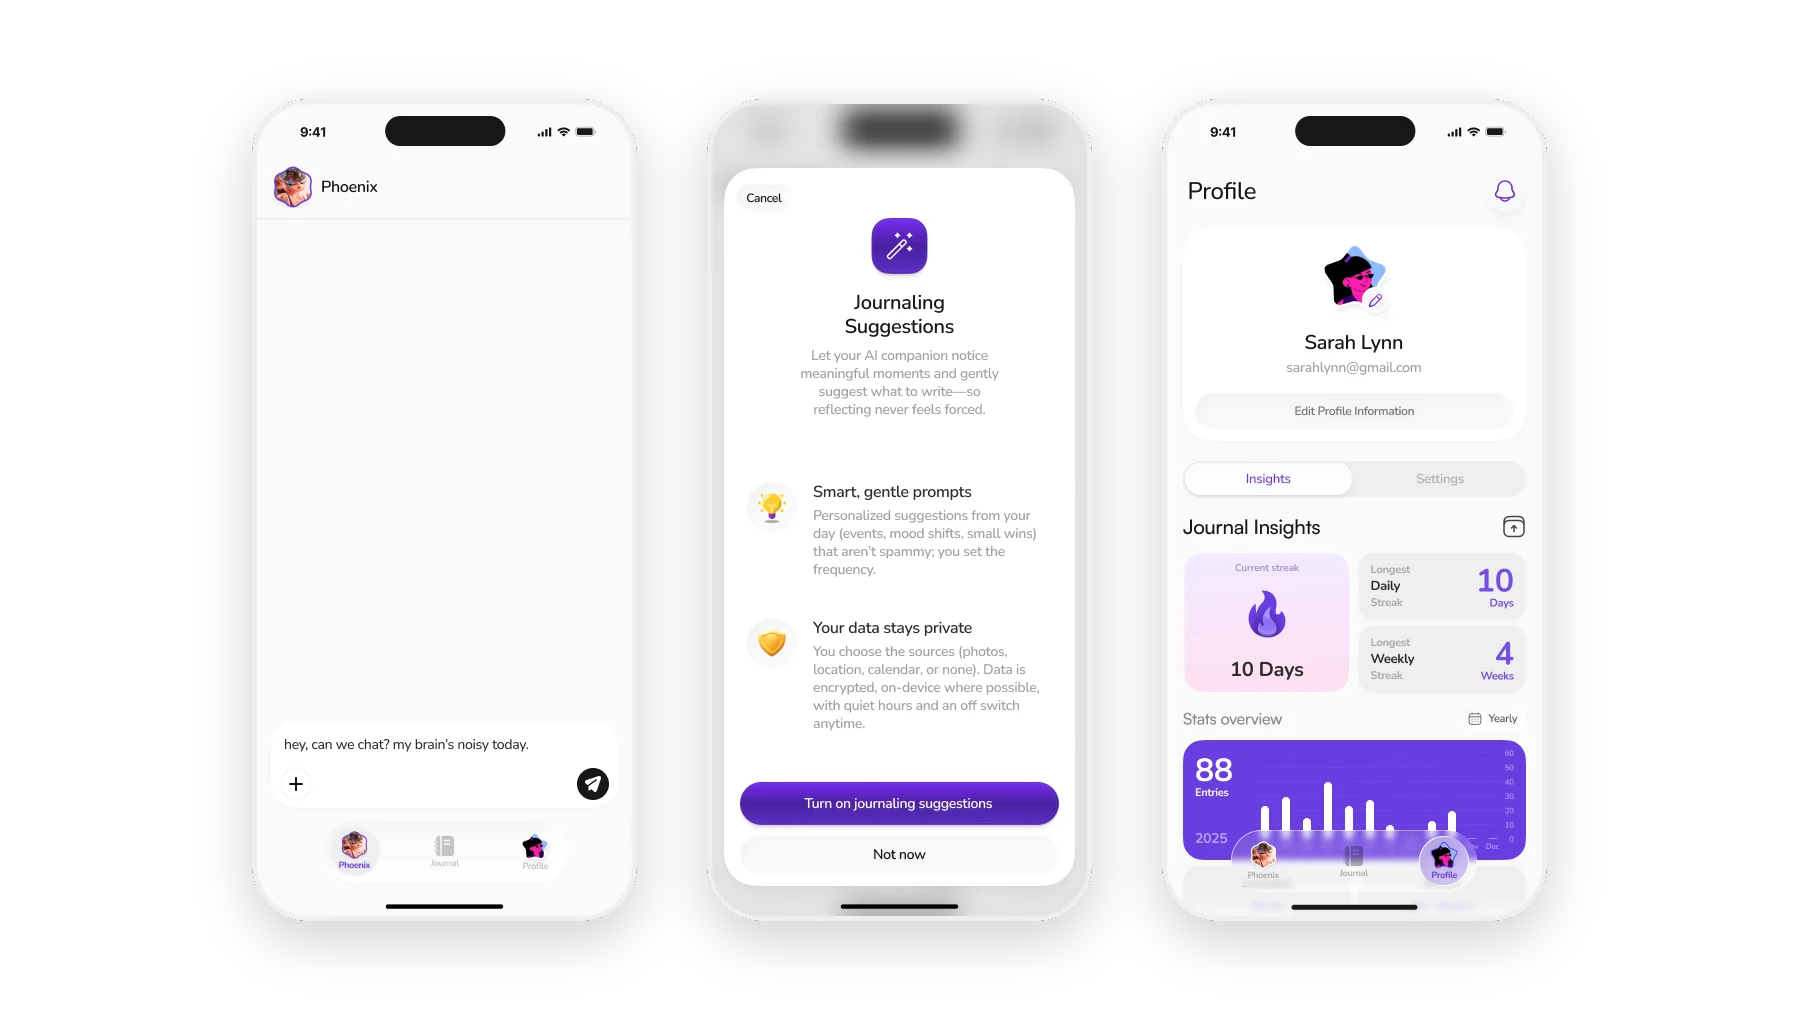 9:41
Phoenix
hey, can we chat? my brain's noisy today.
Phoenix
Journal
Profile
Cancel
Journaling
Suggestions
Let your AI companion notice
meaningful moments and gently
suggest what to write—so
reflecting never feels forced.
Smart, gentle prompts
Personalized suggestions from your
day (events, mood shifts, small wins)
that aren't spammy; you set the
frequency.
Your data stays private
You choose the sources (photos,
location, calendar, or none). Data is
encrypted, on-device where possible,
with quiet hours and an off switch
anytime.
Turn on journaling suggestions
Not now
9:41
Profile
Sarah Lynn
sarahlynn@gmail.com
Edit Profile Information
Insights
Settings
Journal Insights
Current streak
10 Days
Longest
Daily
Streak
10
Days
Longest
Weekly
Streak
4
Weeks
Stats overview
Yearly
88
Entries
2025
60
50
40
30
20
10
0
Dec
Phoenix
Journal
Profile